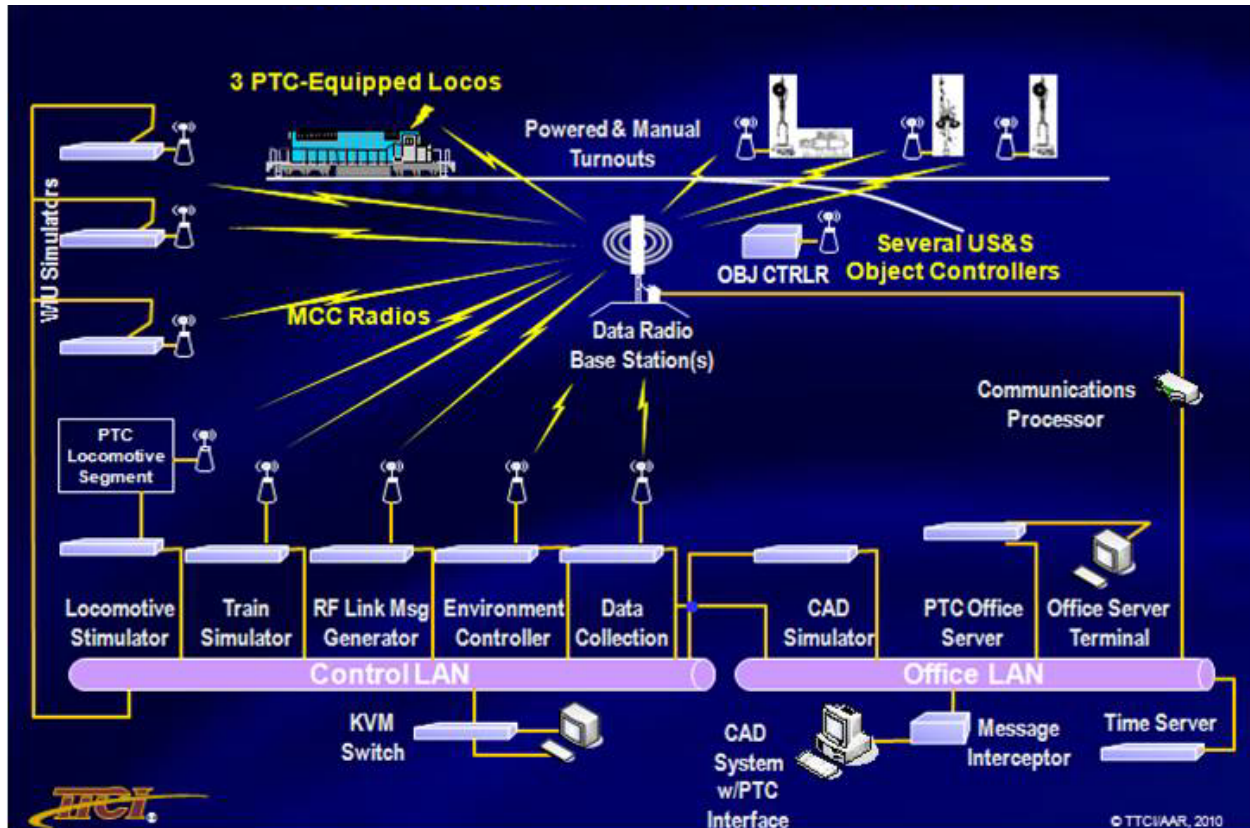 3 PTC-Equipped Locos
Powered & Manual
Turnouts
WIU Simulators
OBJ CTRLR
Several US&S
Object Controllers
MCC Radios
Data Radio
Base Station(s)
Communications
Processor
PTC
Locomotive
Segment
Locomotive
Stimulator
Train
Simulator
RF Link Msg
Generator
Environment
Controller
Data
Collection
CAD
Simulator
PTC Office
Server
Office Server
Terminal
Control LAN
Office LAN
KVM
Switch
CAD
System
w/PTC
Interface
Message
Interceptor
Time Server
TTCI
© TTCI/AAR, 2010